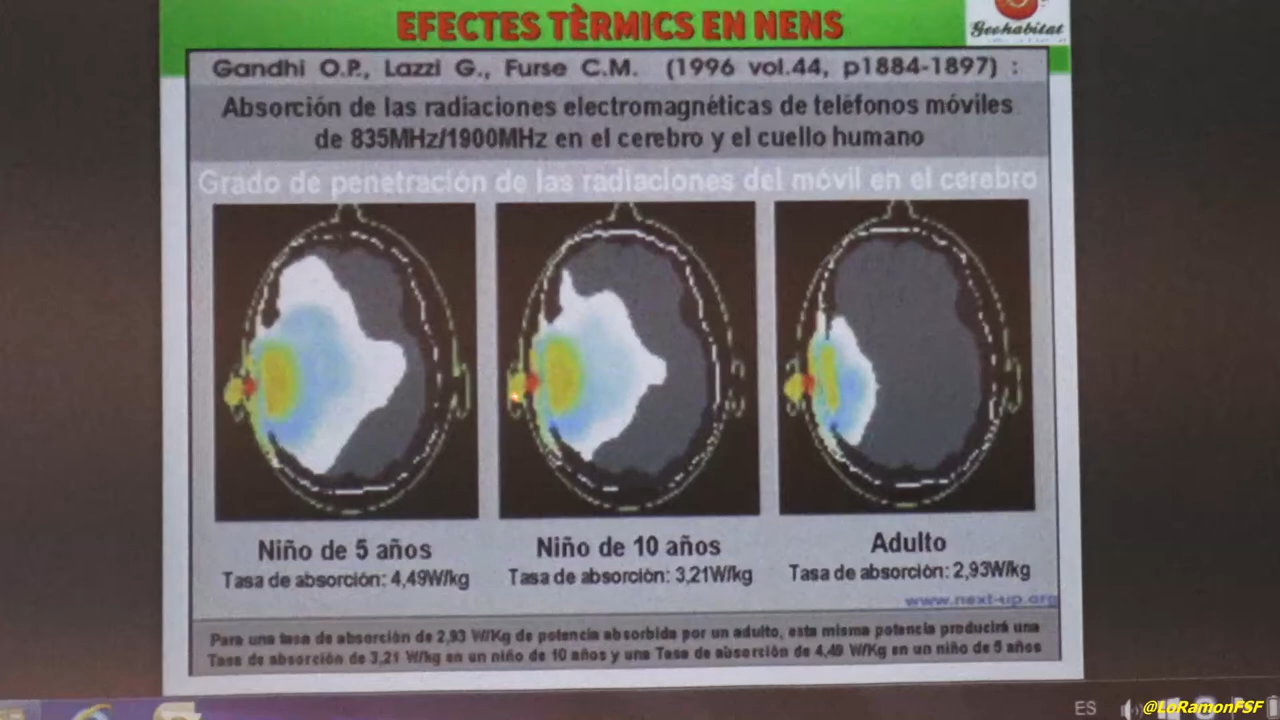 EFECTES TÈRMICS EN NENS
Geohabitat
Gandhi O.P., Lazzi G., Furse C.M. (1996 vol.44, p1884-1897) :
Absorción de las radiaciones electromagnéticas de teléfonos móviles
de 835MHz/1900MHz en el cerebro y el cuello humano
Grado de penetración de las radiaciones del móvil en el cerebro
Niño de 5 años
Tasa de absorción: 4,49W/kg
Niño de 10 años
Tasa de absorción: 3,21W/kg
Adulto
Tasa de absorción: 2,93W/kg
www.next-up.org
Para una tasa de absorción de 2,93 W/Kg de potencia absorbida por un adulto, esta misma potencia producirá una
Tasa de absorción de 3,21 W/kg en un niño de 10 años y una Tasa de absorción de 4,49 W/Kg en un niño de 5 años
ES
@LoRamonFSF